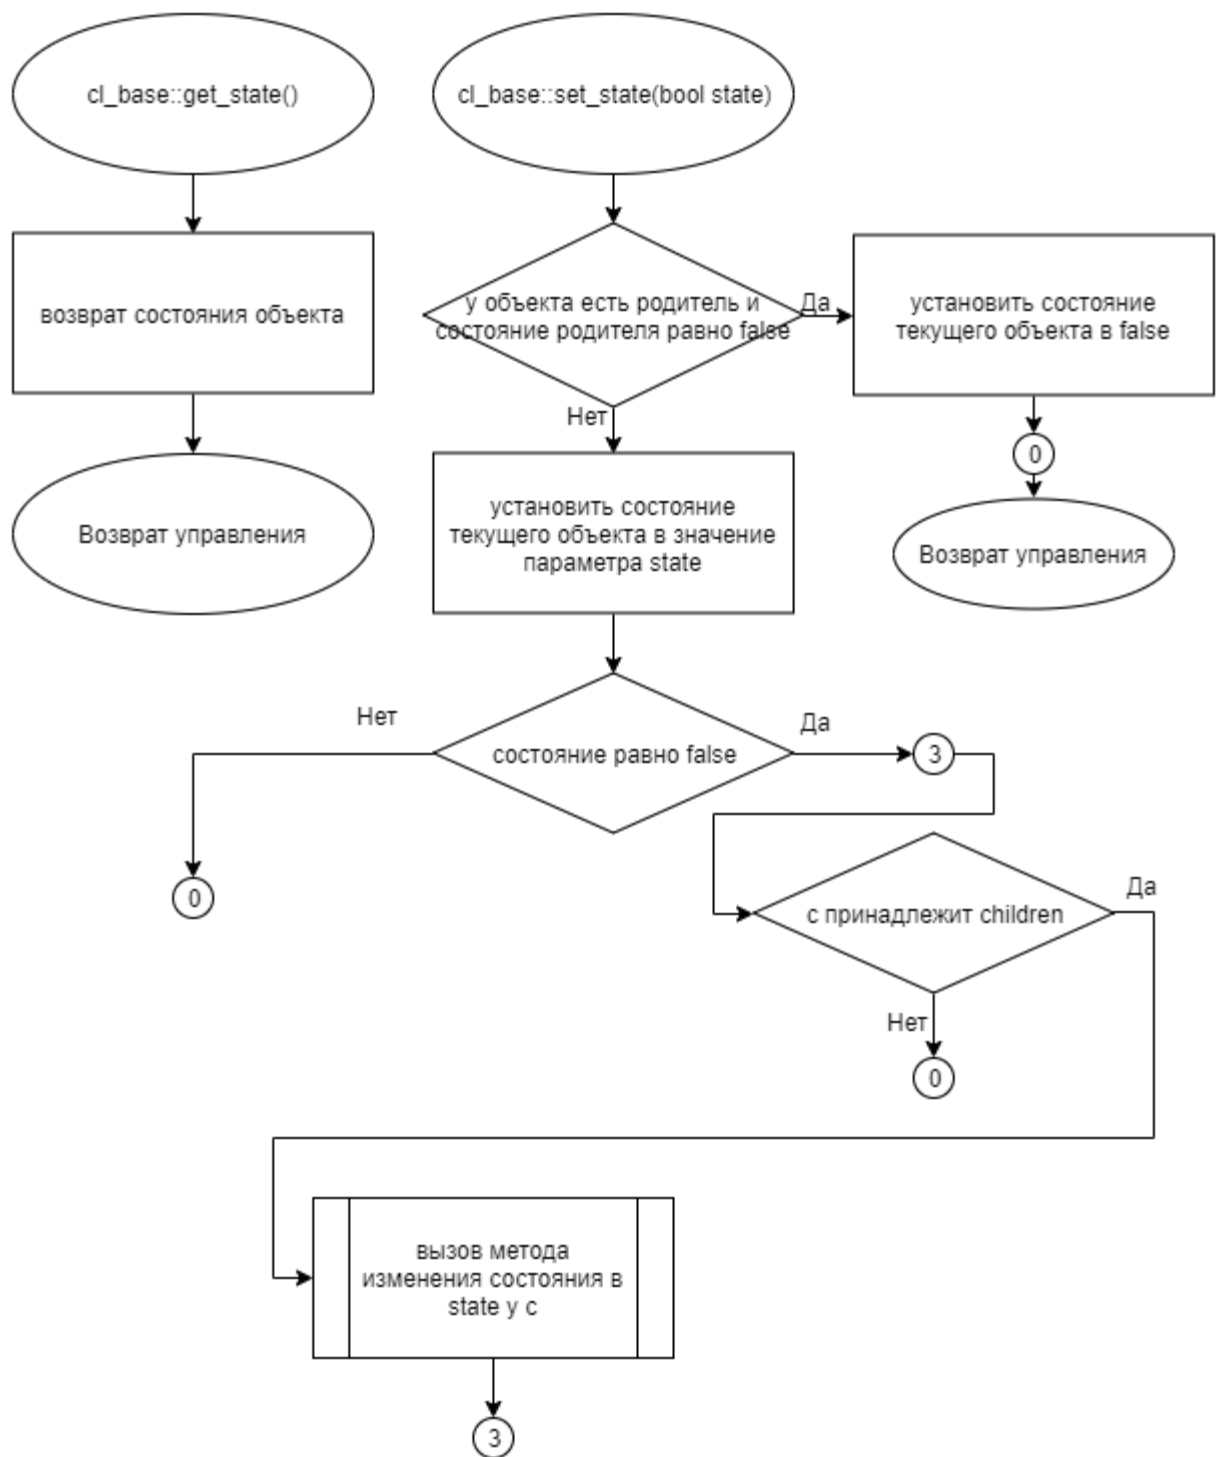 cl_base::get_state()
cl_base::set_state(bool state)
возврат состояния объекта
у объекта есть родитель и
состояние родителя равно false
Да
установить состояние
текущего объекта в false
Нет
0
Возврат управления
установить состояние
текущего объекта в значение
параметра state
Возврат управления
Нет
состояние равно false
Да
3
0
с принадлежит children
Да
Нет
0
вызов метода
изменения состояния в
state у с
3